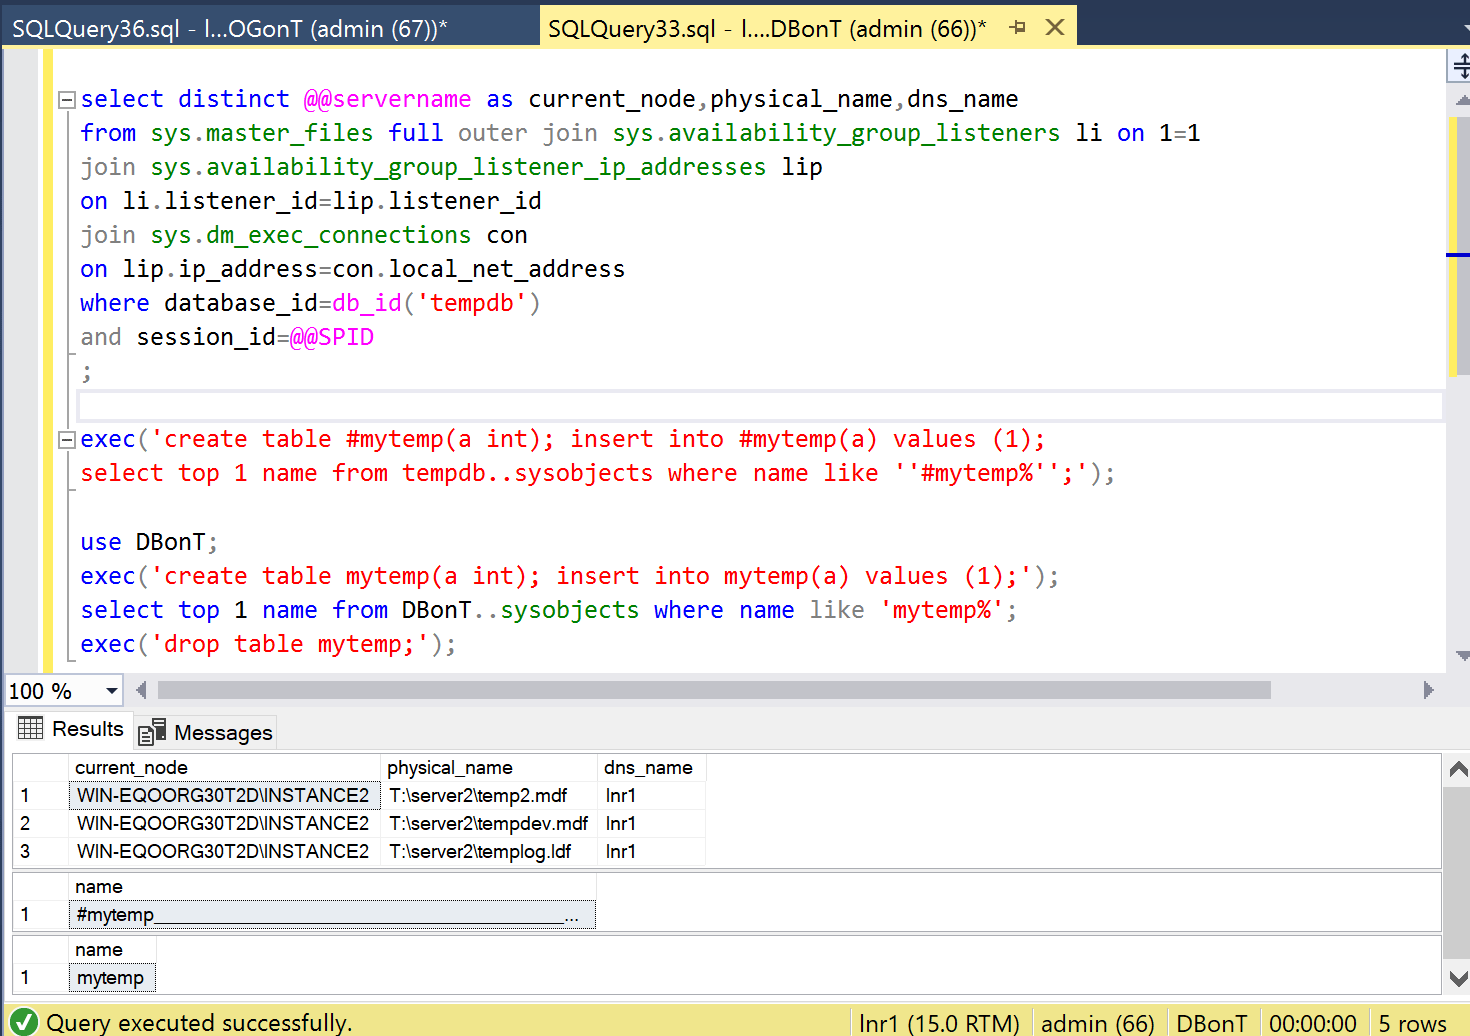 SQLQuery36.sql - l...OGonT (admin (67))*
SQLQuery33.sql - l....DBonT (admin (66))*
select distinct @@servername as current_node,physical_name,dns_name
from sys.master_files full outer join sys.availability_group_listeners li on 1=1
join sys.availability_group_listener_ip_addresses lip
on li.listener_id=lip.listener_id
join sys.dm_exec_connections con
on lip.ip_address=con.local_net_address
where database_id=db_id('tempdb')
and session_id=@@SPID
;
exec('create table #mytemp(a int); insert into #mytemp(a) values (1);
select top 1 name from tempdb..sysobjects where name like ''#mytemp%'';');
use DBonT;
exec('create table mytemp(a int); insert into mytemp(a) values (1);');
select top 1 name from DBonT..sysobjects where name like 'mytemp%';
exec('drop table mytemp;');
100 %
Results Messages
current_node physical_name dns_name
1 WIN-EQOORG30T2D\INSTANCE2 T:\server2\temp2.mdf lnr1
2 WIN-EQOORG30T2D\INSTANCE2 T:\server2\tempdev.mdf lnr1
3 WIN-EQOORG30T2D\INSTANCE2 T:\server2\templog.ldf lnr1
name
1 #mytemp_________________________________________...
name
1 mytemp
Query executed successfully. lnr1 (15.0 RTM) admin (66) DBonT 00:00:00 5 rows